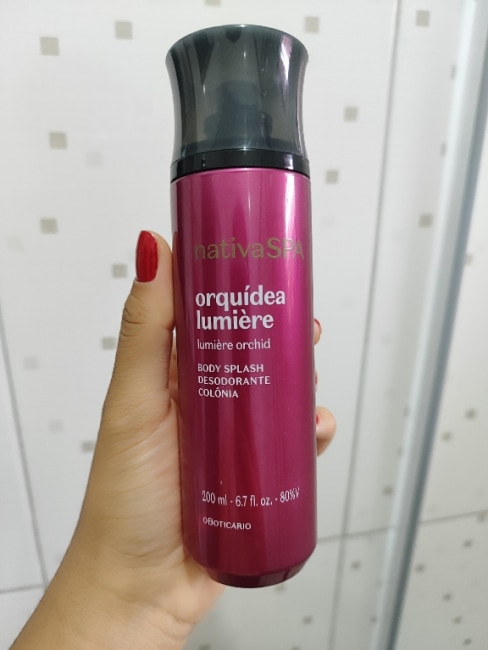 nativaSPA
orquídea
lumière
lumière orchid
BODY SPLASH
DESODORANTE
COLÔNIA
200 ml - 6.7 fl. oz. - 80%V
oBOTICARIO